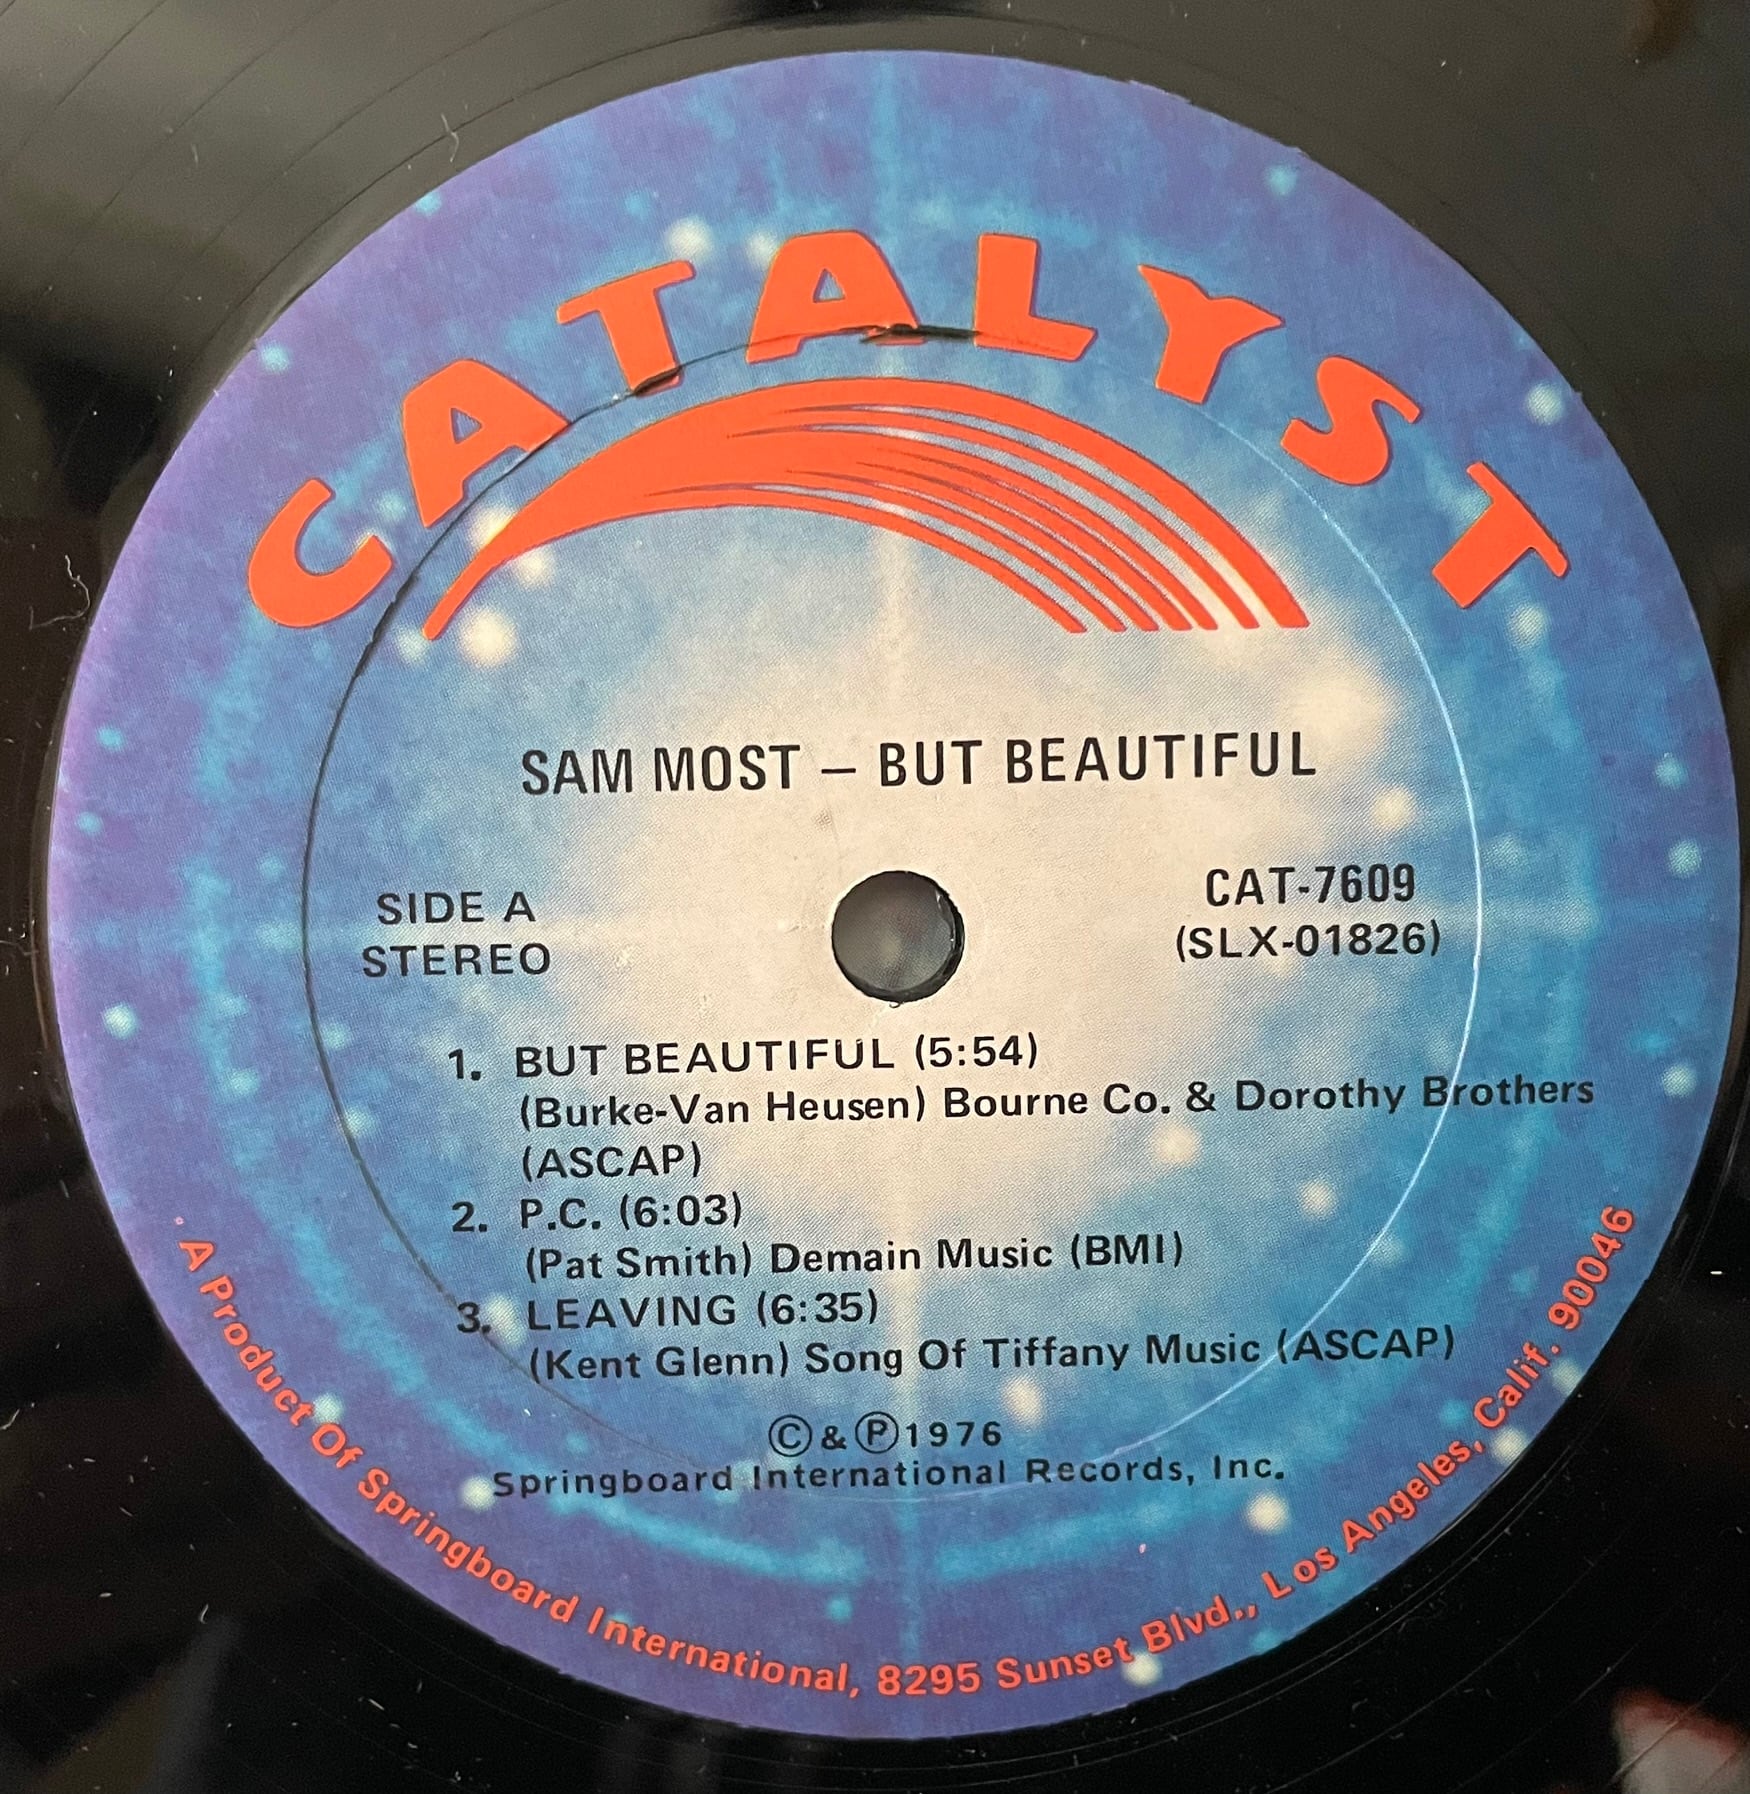 CATALYST
SAM MOST – BUT BEAUTIFUL
SIDE A
STEREO
CAT-7609
(SLX-01826)
1. BUT BEAUTIFUL (5:54)
(Burke-Van Heusen) Bourne Co. & Dorothy Brothers
(ASCAP)
2. P.C. (6:03)
(Pat Smith) Demain Music (BMI)
3. LEAVING (6:35)
(Kent Glenn) Song Of Tiffany Music (ASCAP)
© & ℗ 1976
Springboard International Records, Inc.
A Product Of Springboard International, 8295 Sunset Blvd., Los Angeles, Calif. 90046